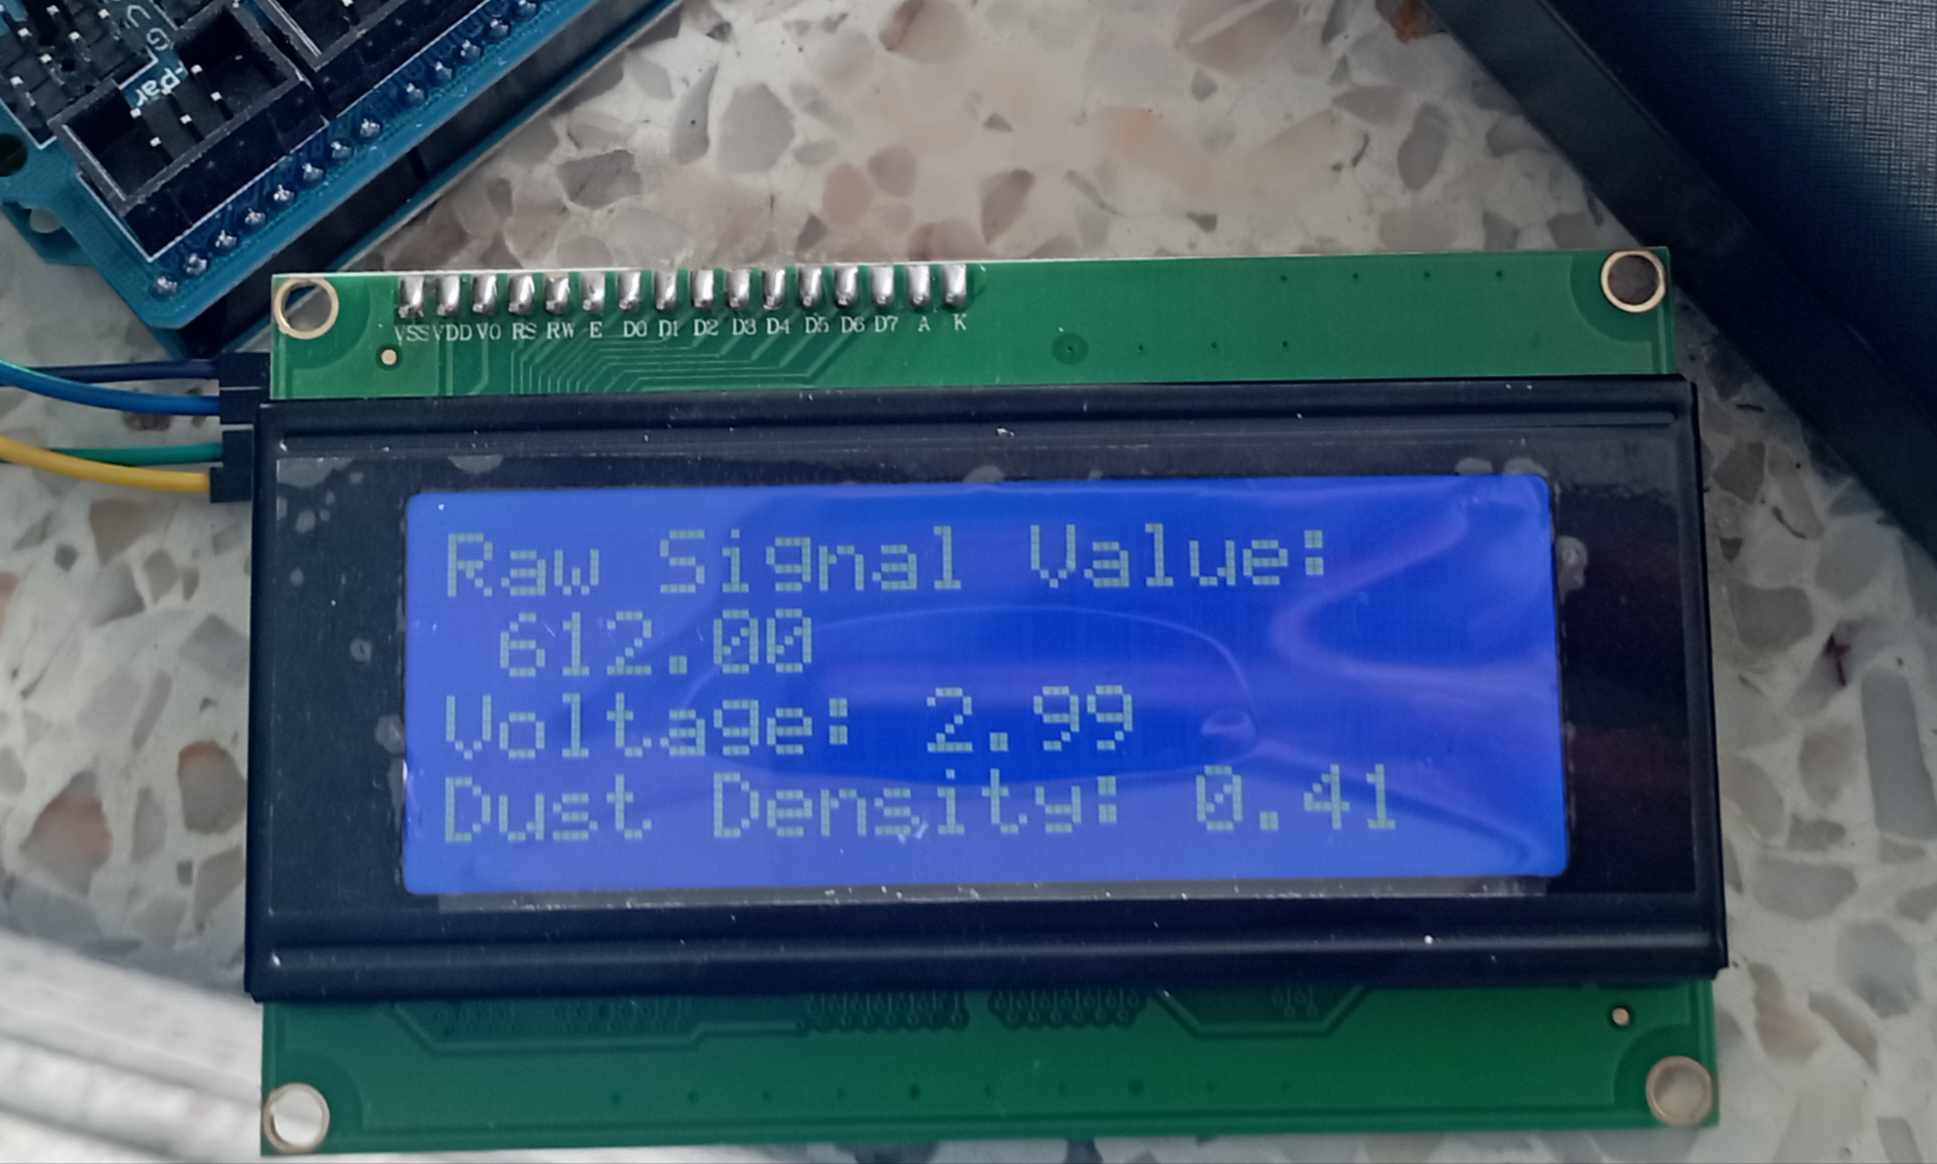 VSS VDD V0 RS RW E D0 D1 D2 D3 D4 D5 D6 D7 A K
Raw Signal Value:
612.00
Voltage: 2.99
Dust Density: 0.41